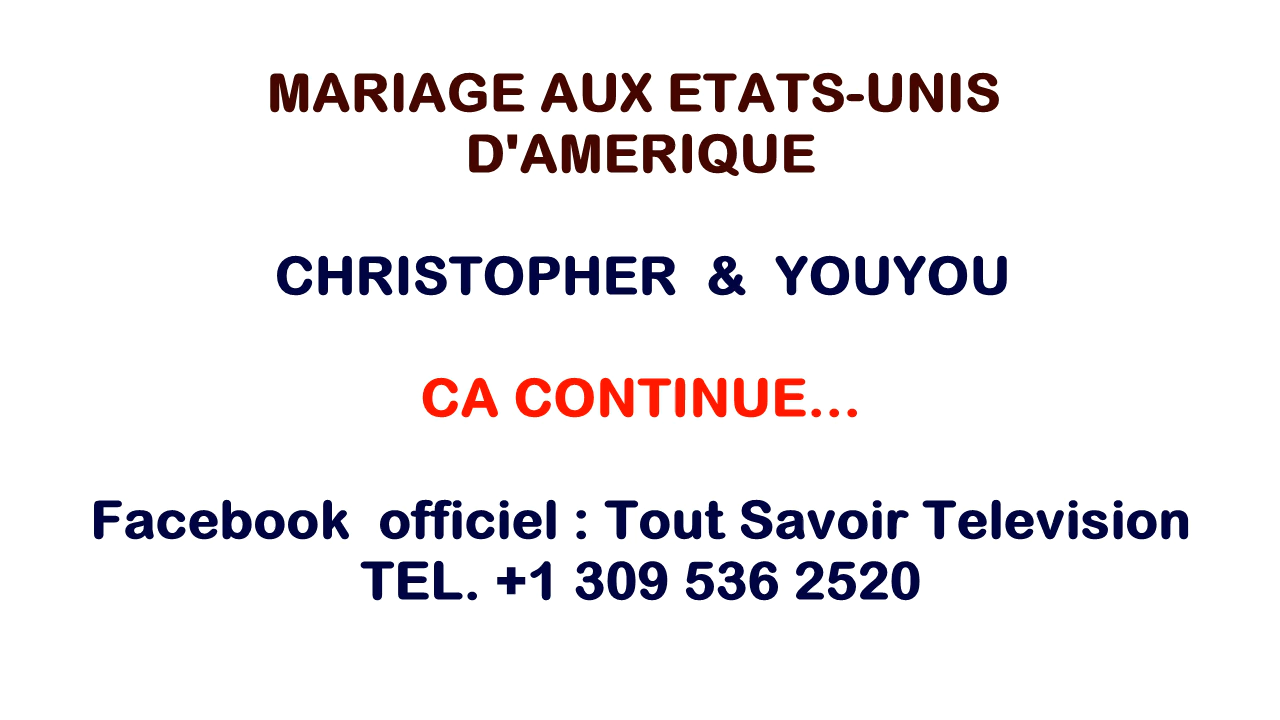 MARIAGE AUX ETATS-UNIS
D'AMERIQUE
CHRISTOPHER & YOUYOU
CA CONTINUE...
Facebook officiel : Tout Savoir Television
TEL. +1 309 536 2520